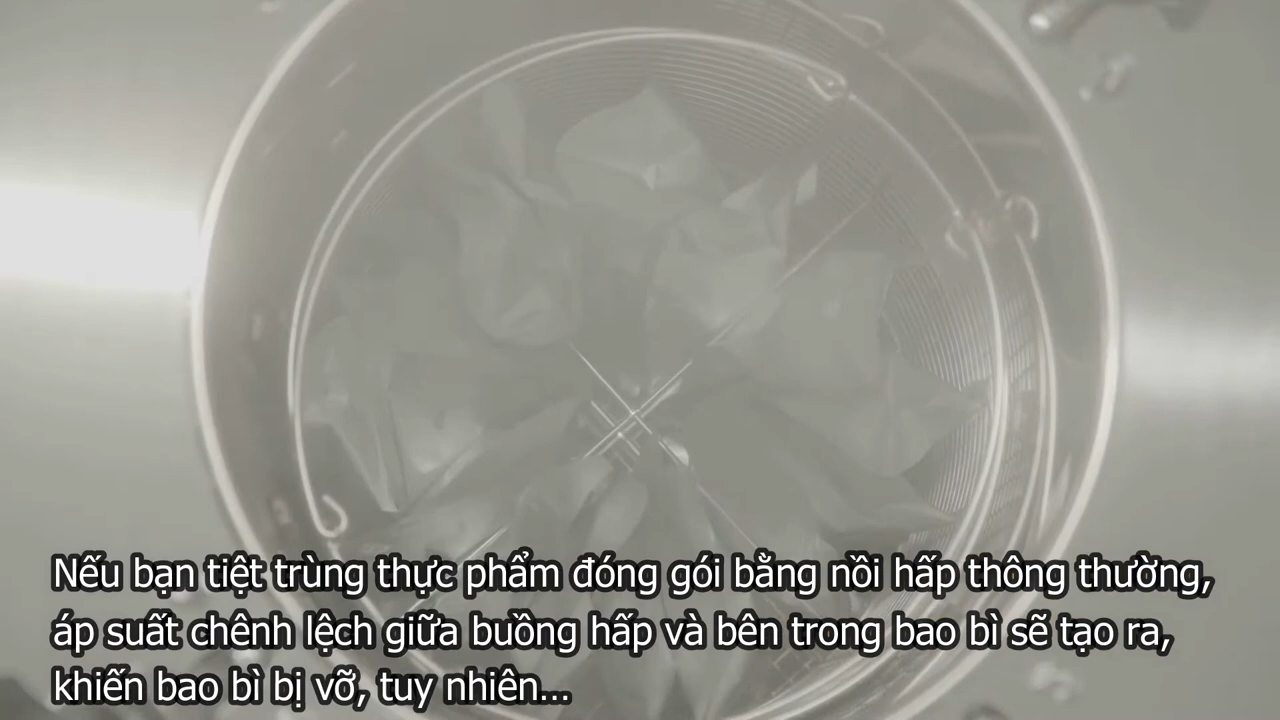 Nếu bạn tiệt trùng thực phẩm đóng gói bằng nồi hấp thông thường,
áp suất chênh lệch giữa buồng hấp và bên trong bao bì sẽ tạo ra,
khiến bao bì bị vỡ, tuy nhiên...